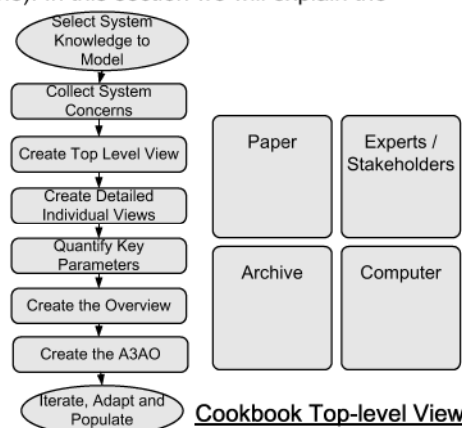 Select System
Knowledge to
Model
Collect System
Concerns
Create Top Level View
Create Detailed
Individual Views
Quantify Key
Parameters
Create the Overview
Create the A3AO
Iterate, Adapt and
Populate
Paper
Experts /
Stakeholders
Archive
Computer
Cookbook Top-level View